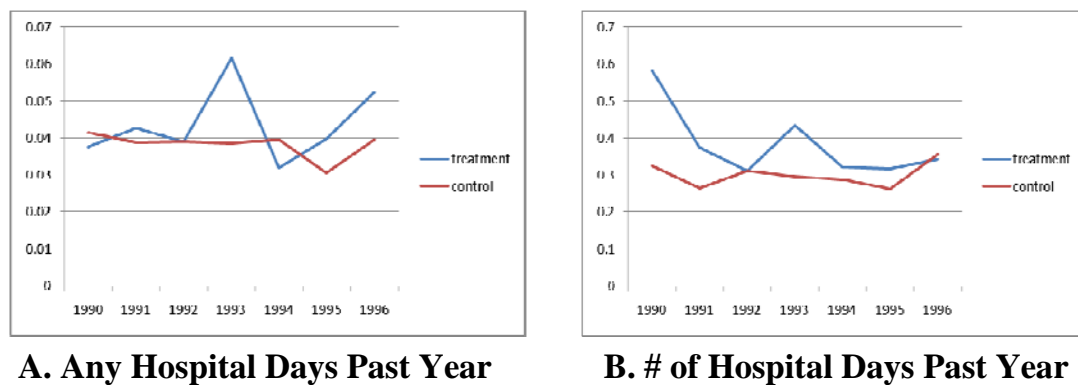 0.07
0.06
0.05
0.04
0.03
0.02
0.01
0
1990 1991 1992 1993 1994 1995 1996
treatment
control
A. Any Hospital Days Past Year
0.7
0.6
0.5
0.4
0.3
0.2
0.1
0
1990 1991 1992 1993 1994 1995 1996
treatment
control
B. # of Hospital Days Past Year